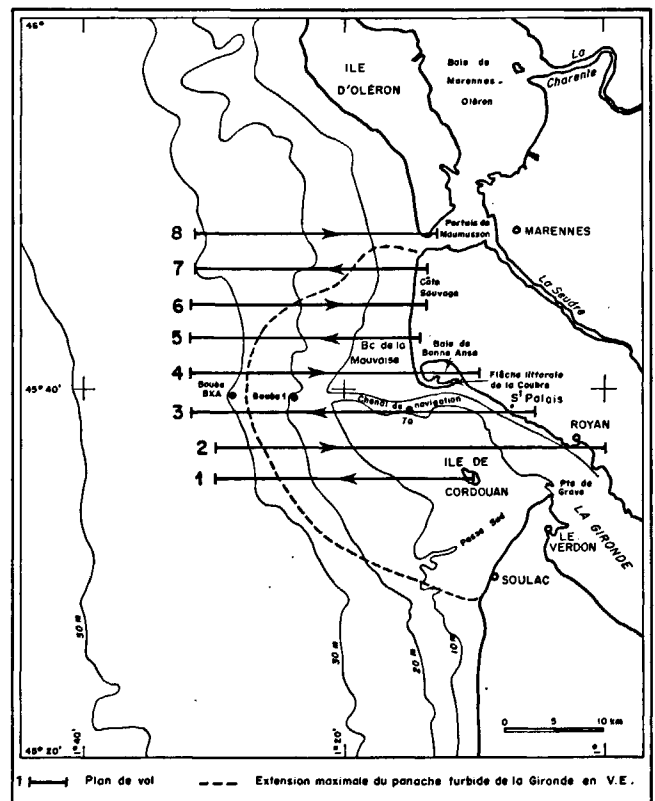 46°
ILE
D'OLÉRON
Baie de
Marennes-
Oléron
La
Charente
Pertuis de
Maumusson
MARENNES
La Seudre
8
7
Côte
Sauvage
6
5
Bc de la
Mauvaise
Baie de
Bonne Anse
4
Flèche littorale
de la Coubre
45°40
Bouée
BXA
Bouée 1
Chenal de navigation
St Palais
3
7a
ROYAN
2
ILE DE
CORDOUAN
1
Pte de
Grave
LA GIRONDE
LE
VERDON
Passe Sud
SOULAC
50 m
30 m
20 m
10 m
0 10 km
45° 20
1° 40
1° 20
1 Plan de vol
Extension maximale du panache turbide de la Gironde en V.E.